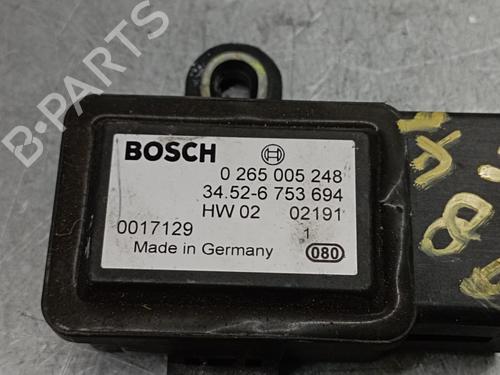 B-PARTS
BOSCH
0 265 005 248
34.52-6 753 694
HW 02 02191
0017129 1
Made in Germany 080